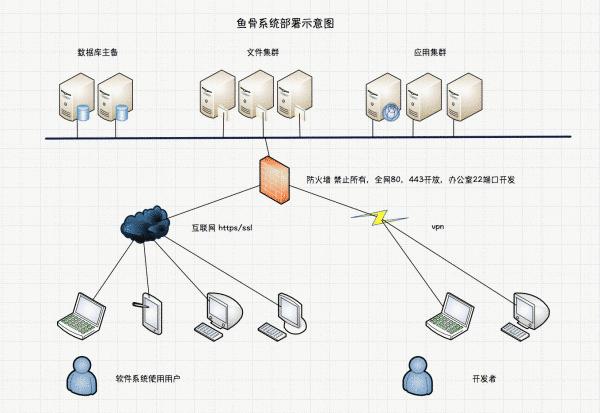 鱼骨系统部署示意图
数据库主备
文件集群
应用集群
防火墙 禁止所有，全网80，443开放，办公室22端口开发
互联网 https/ssl
vpn
软件系统使用用户
开发者